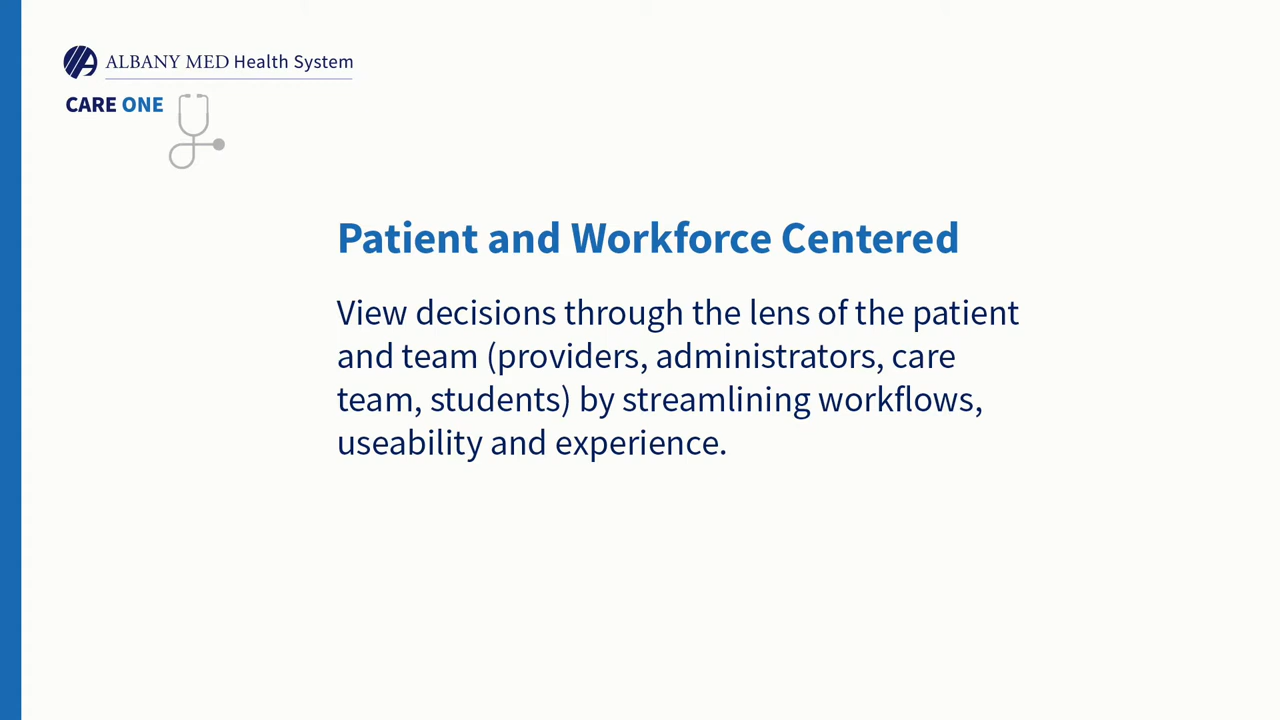 ALBANY MED Health System
CARE ONE
Patient and Workforce Centered
View decisions through the lens of the patient
and team (providers, administrators, care
team, students) by streamlining workflows,
useability and experience.